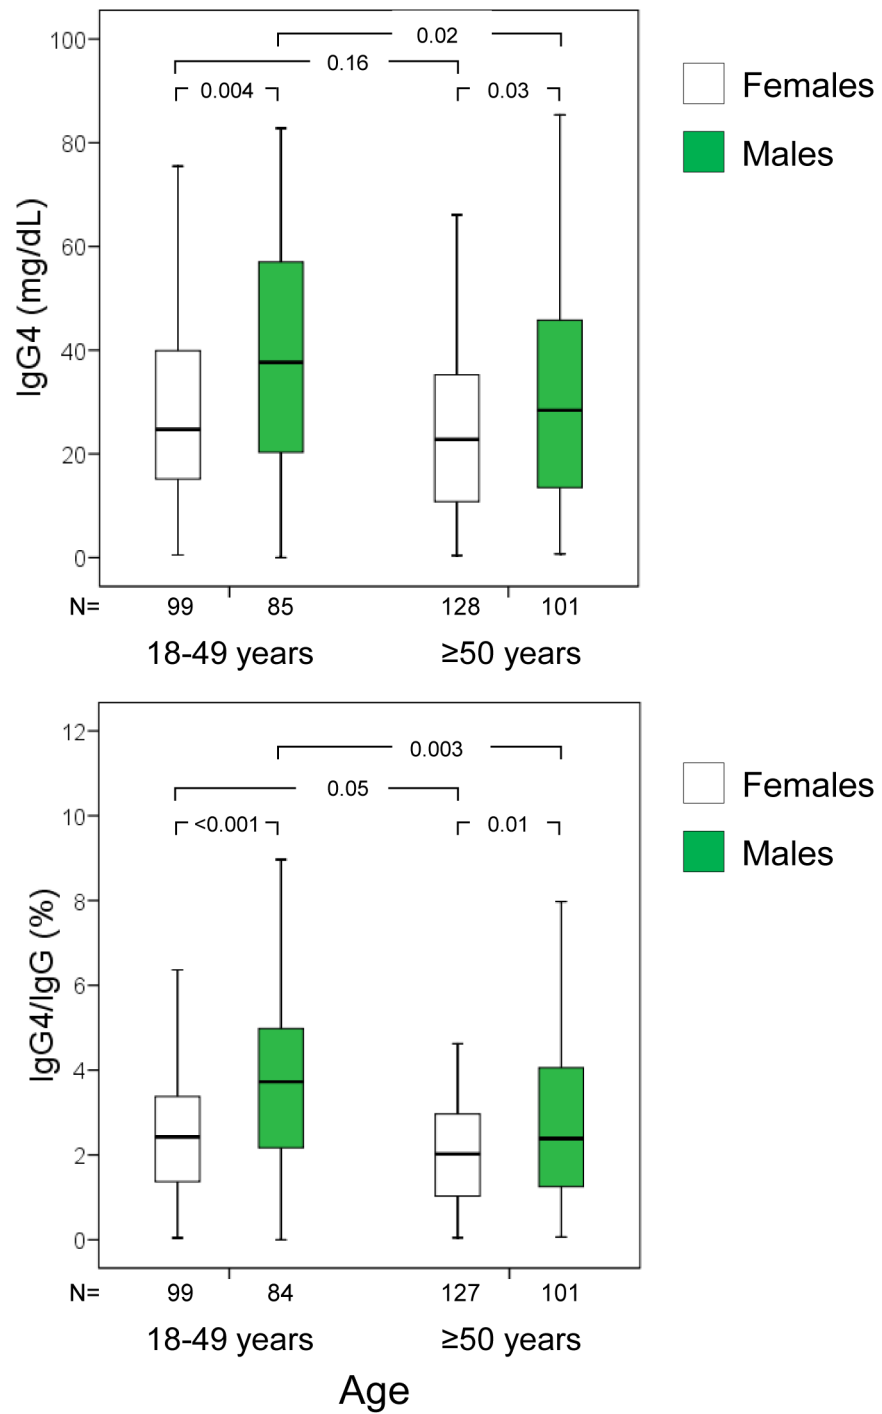 100
80
60
40
20
0
IgG4 (mg/dL)
0.02
0.16
0.004
0.03
Females
Males
N= 99 85 128 101
18-49 years ≥50 years
12
10
8
6
4
2
0
IgG4/IgG (%)
0.003
0.05
<0.001
0.01
Females
Males
N= 99 84 127 101
18-49 years ≥50 years
Age